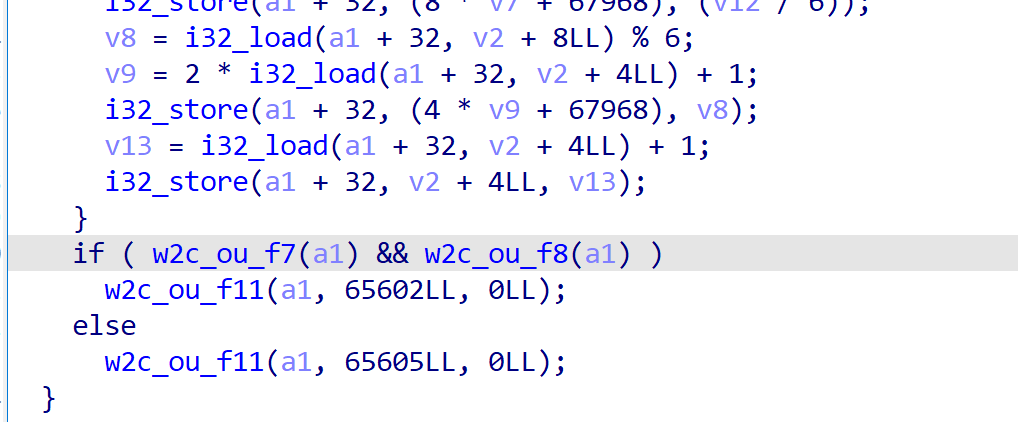 i32_store(a1 + 32, (8 * v7 + 67968), (v12 / 6));
v8 = i32_load(a1 + 32, v2 + 8LL) % 6;
v9 = 2 * i32_load(a1 + 32, v2 + 4LL) + 1;
i32_store(a1 + 32, (4 * v9 + 67968), v8);
v13 = i32_load(a1 + 32, v2 + 4LL) + 1;
i32_store(a1 + 32, v2 + 4LL, v13);
}
if ( w2c_ou_f7(a1) && w2c_ou_f8(a1) )
w2c_ou_f11(a1, 65602LL, 0LL);
else
w2c_ou_f11(a1, 65605LL, 0LL);
}